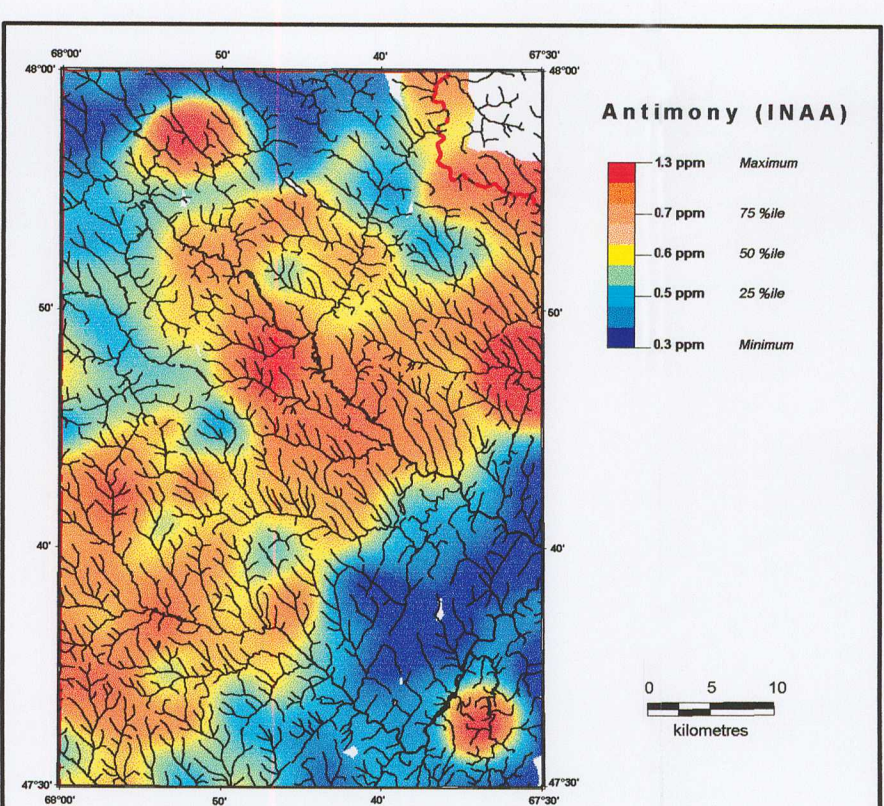 68°00' 50' 40' 67°30'
48°00' 48°00'
Antimony (INAA)
1.3 ppm Maximum
0.7 ppm 75 %ile
0.6 ppm 50 %ile
0.5 ppm 25 %ile
0.3 ppm Minimum
50' 50'
40' 40'
0 5 10
kilometres
47°30' 47°30'
68°00' 50' 40' 67°30'